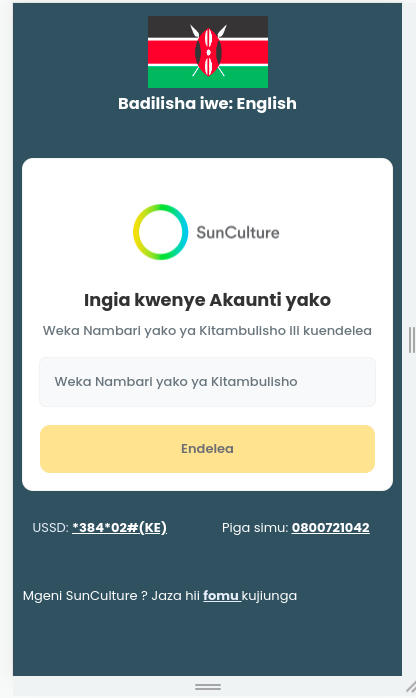 Badilisha iwe: English
SunCulture
Ingia kwenye Akaunti yako
Weka Nambari yako ya Kitambulisho ili kuendelea
Weka Nambari yako ya Kitambulisho
Endelea
USSD: *384*02#(KE) Piga simu: 0800721042
Mgeni SunCulture ? Jaza hii fomu kujiunga